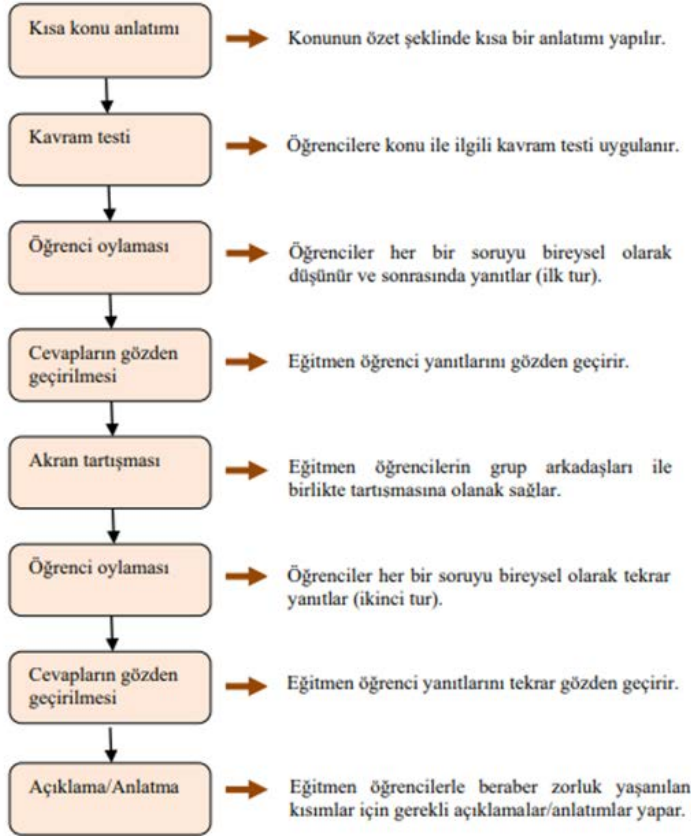 Kısa konu anlatımı
Konunun özet şeklinde kısa bir anlatımı yapılır.
Kavram testi
Öğrencilere konu ile ilgili kavram testi uygulanır.
Öğrenci oylaması
Öğrenciler her bir soruyu bireysel olarak
düşünür ve sonrasında yanıtlar (ilk tur).
Cevapların gözden
geçirilmesi
Eğitmen öğrenci yanıtlarını gözden geçirir.
Akran tartışması
Eğitmen öğrencilerin grup arkadaşları ile
birlikte tartışmasına olanak sağlar.
Öğrenci oylaması
Öğrenciler her bir soruyu bireysel olarak tekrar
yanıtlar (ikinci tur).
Cevapların gözden
geçirilmesi
Eğitmen öğrenci yanıtlarını tekrar gözden geçirir.
Açıklama/Anlatma
Eğitmen öğrencilerle beraber zorluk yaşanılan
kısımlar için gerekli açıklamalar/anlatımlar yapar.